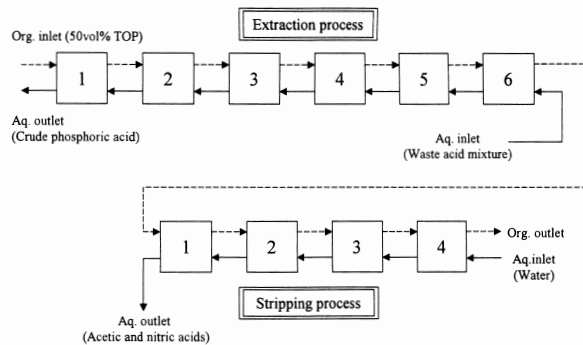 Extraction process
Org. inlet (50vol% TOP)
1 2 3 4 5 6
Aq. outlet
(Crude phosphoric acid)
Aq. inlet
(Waste acid mixture)
1 2 3 4
Org. outlet
Aq.inlet
(Water)
Aq. outlet
(Acetic and nitric acids)
Stripping process